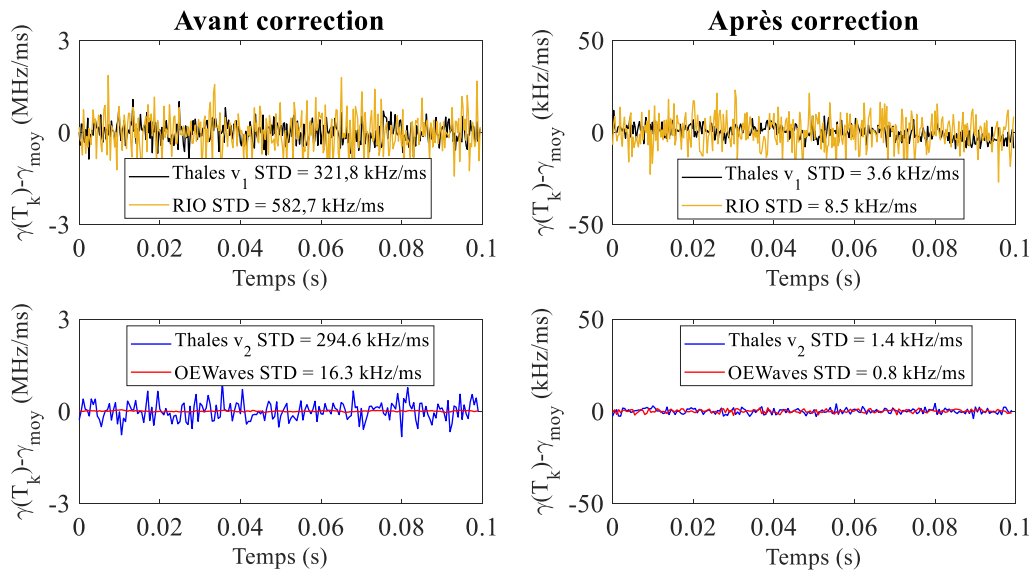 Avant correction
γ(T_k)-γ_moy (MHz/ms)
3
0
-3
Thales v_1 STD = 321,8 kHz/ms
RIO STD = 582,7 kHz/ms
0 0.02 0.04 0.06 0.08 0.1
Temps (s)
Après correction
γ(T_k)-γ_moy (kHz/ms)
50
0
-50
Thales v_1 STD = 3.6 kHz/ms
RIO STD = 8.5 kHz/ms
0 0.02 0.04 0.06 0.08 0.1
Temps (s)
γ(T_k)-γ_moy (MHz/ms)
3
0
-3
Thales v_2 STD = 294.6 kHz/ms
OEWaves STD = 16.3 kHz/ms
0 0.02 0.04 0.06 0.08 0.1
Temps (s)
γ(T_k)-γ_moy (kHz/ms)
50
0
-50
Thales v_2 STD = 1.4 kHz/ms
OEWaves STD = 0.8 kHz/ms
0 0.02 0.04 0.06 0.08 0.1
Temps (s)